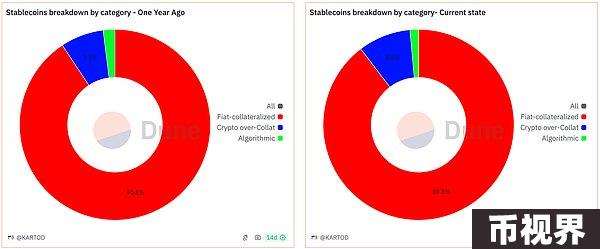 Stablecoins breakdown by category - One Year Ago
All
Fiat-collateralized
Crypto over-Collat
Algorithmic
Dune
@KARTOD
14d
Stablecoins breakdown by category- Current state
All
Fiat-collateralized
Crypto over-Collat
Algorithmic
Dune
@KARTOD
币视界